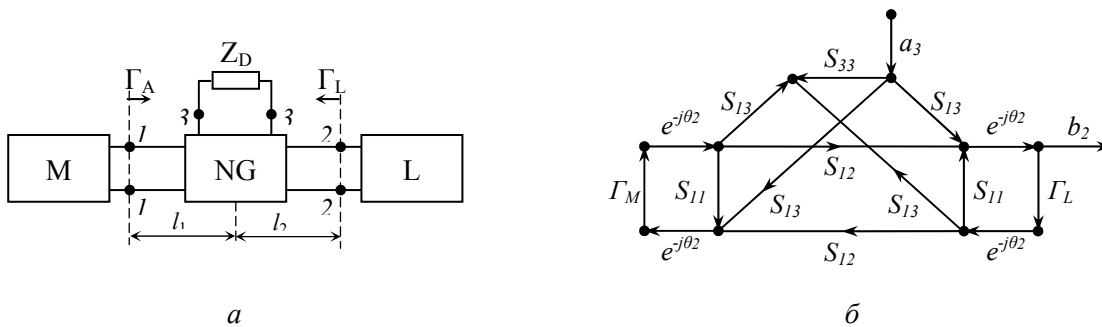 Z_D
Γ_A
Γ_L
3
3
1
2
M
NG
L
1
2
l_1
l_2
а
a_3
S_33
S_13
S_13
e^-jθ2
e^-jθ2
b_2
S_12
Γ_M
S_11
S_13
S_13
S_11
Γ_L
e^-jθ2
S_12
e^-jθ2
б